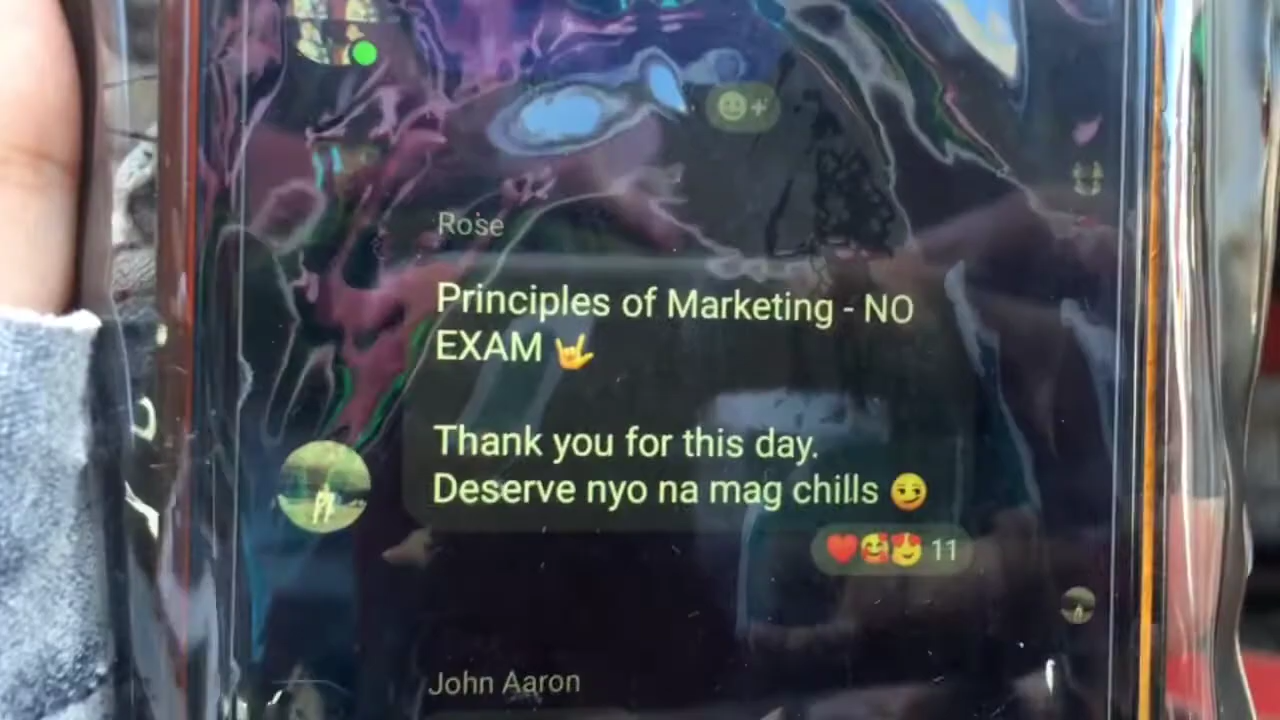 Rose
Principles of Marketing - NO
EXAM 🤟
Thank you for this day.
Deserve nyo na mag chills 😏
❤️🥰😍 11
John Aaron